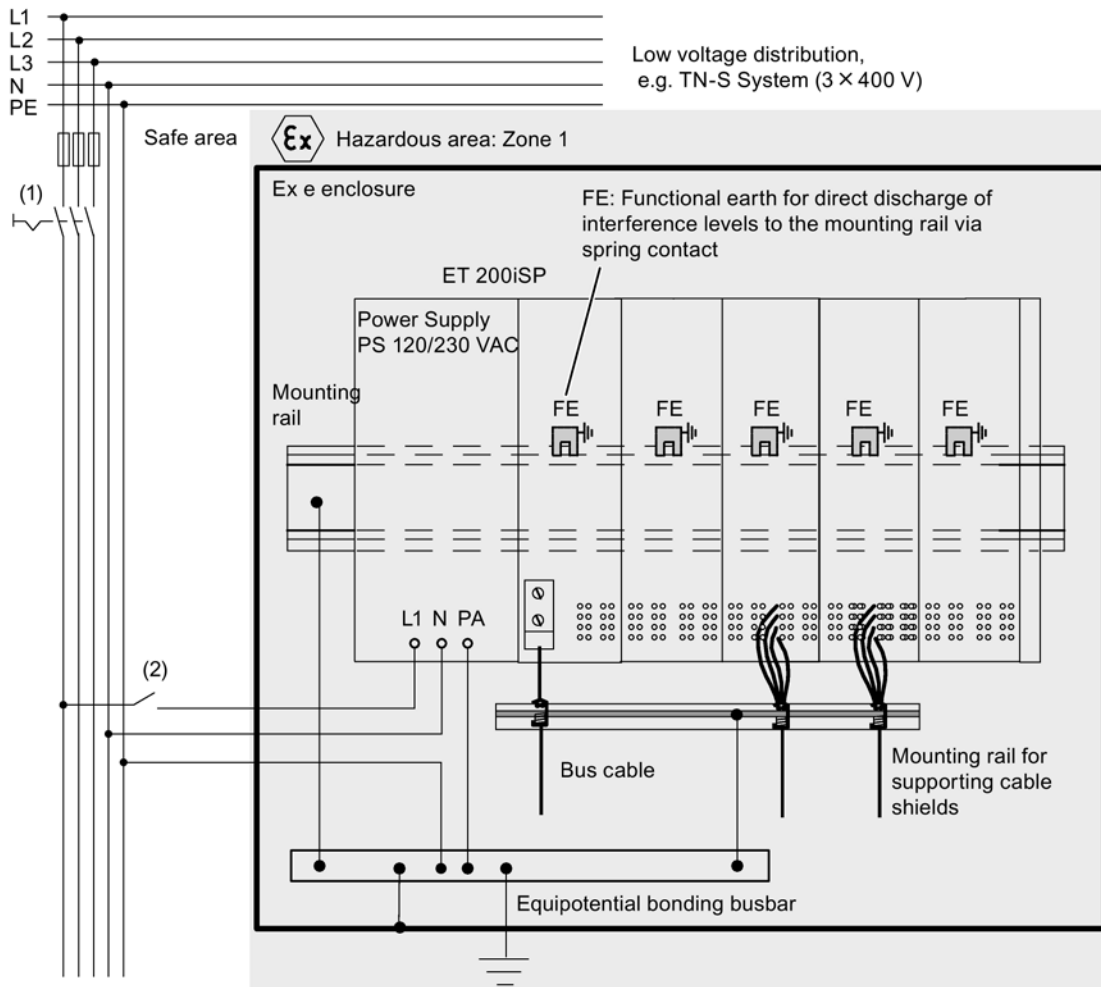 L1
L2
L3
N
PE
Low voltage distribution,
e.g. TN-S System (3 × 400 V)
Safe area
Ex
Hazardous area: Zone 1
(1)
Ex e enclosure
FE: Functional earth for direct discharge of
interference levels to the mounting rail via
spring contact
ET 200iSP
Power Supply
PS 120/230 VAC
Mounting
rail
FE FE FE FE FE
L1 N PA
(2)
Bus cable
Mounting rail for
supporting cable
shields
Equipotential bonding busbar